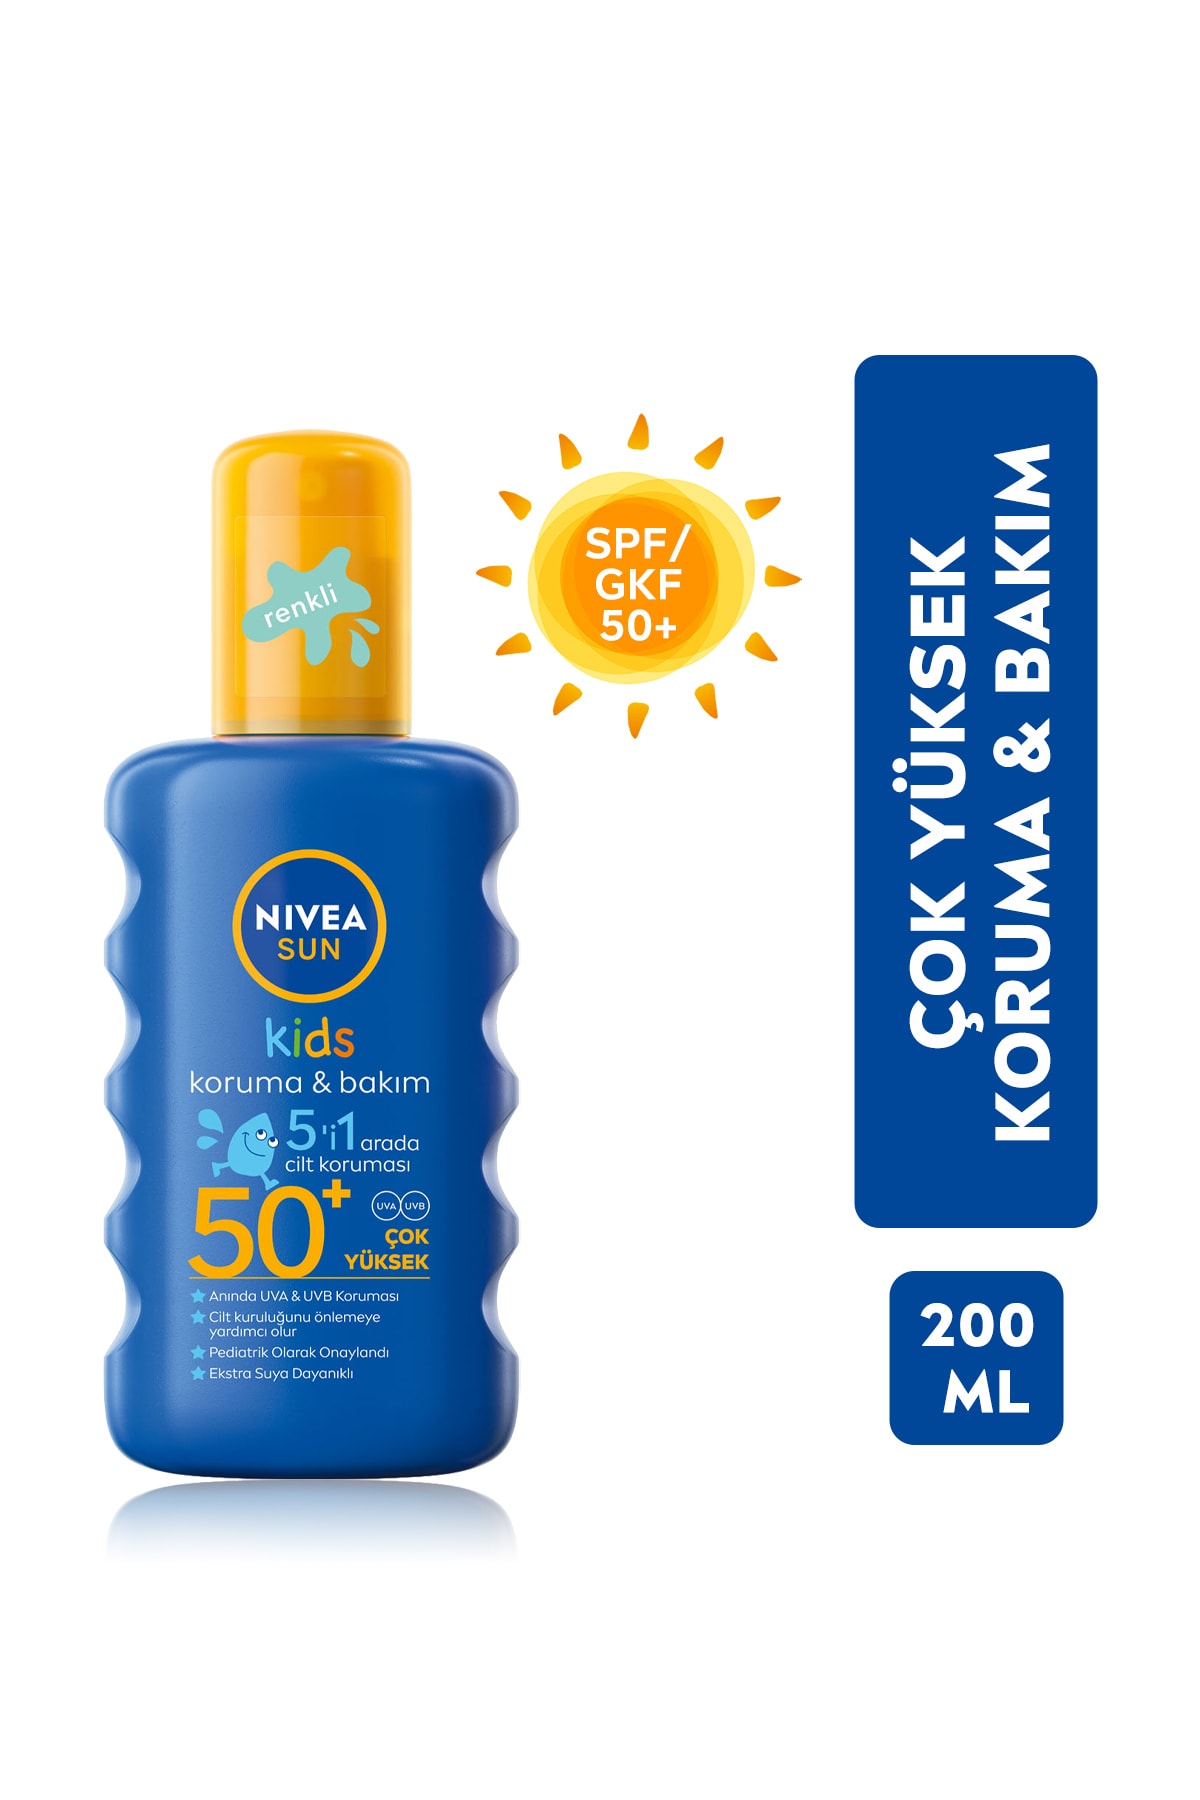 renkli
NIVEA
SUN
kids
koruma & bakım
5'i1 arada
cilt koruması
50+
UVA UVB
ÇOK
YÜKSEK
Anında UVA & UVB Koruması
Cilt kuruluğunu önlemeye
yardımcı olur
Pediatrik Olarak Onaylandı
Ekstra Suya Dayanıklı
SPF/
GKF
50+
ÇOK YÜKSEK
KORUMA & BAKIM
200
ML